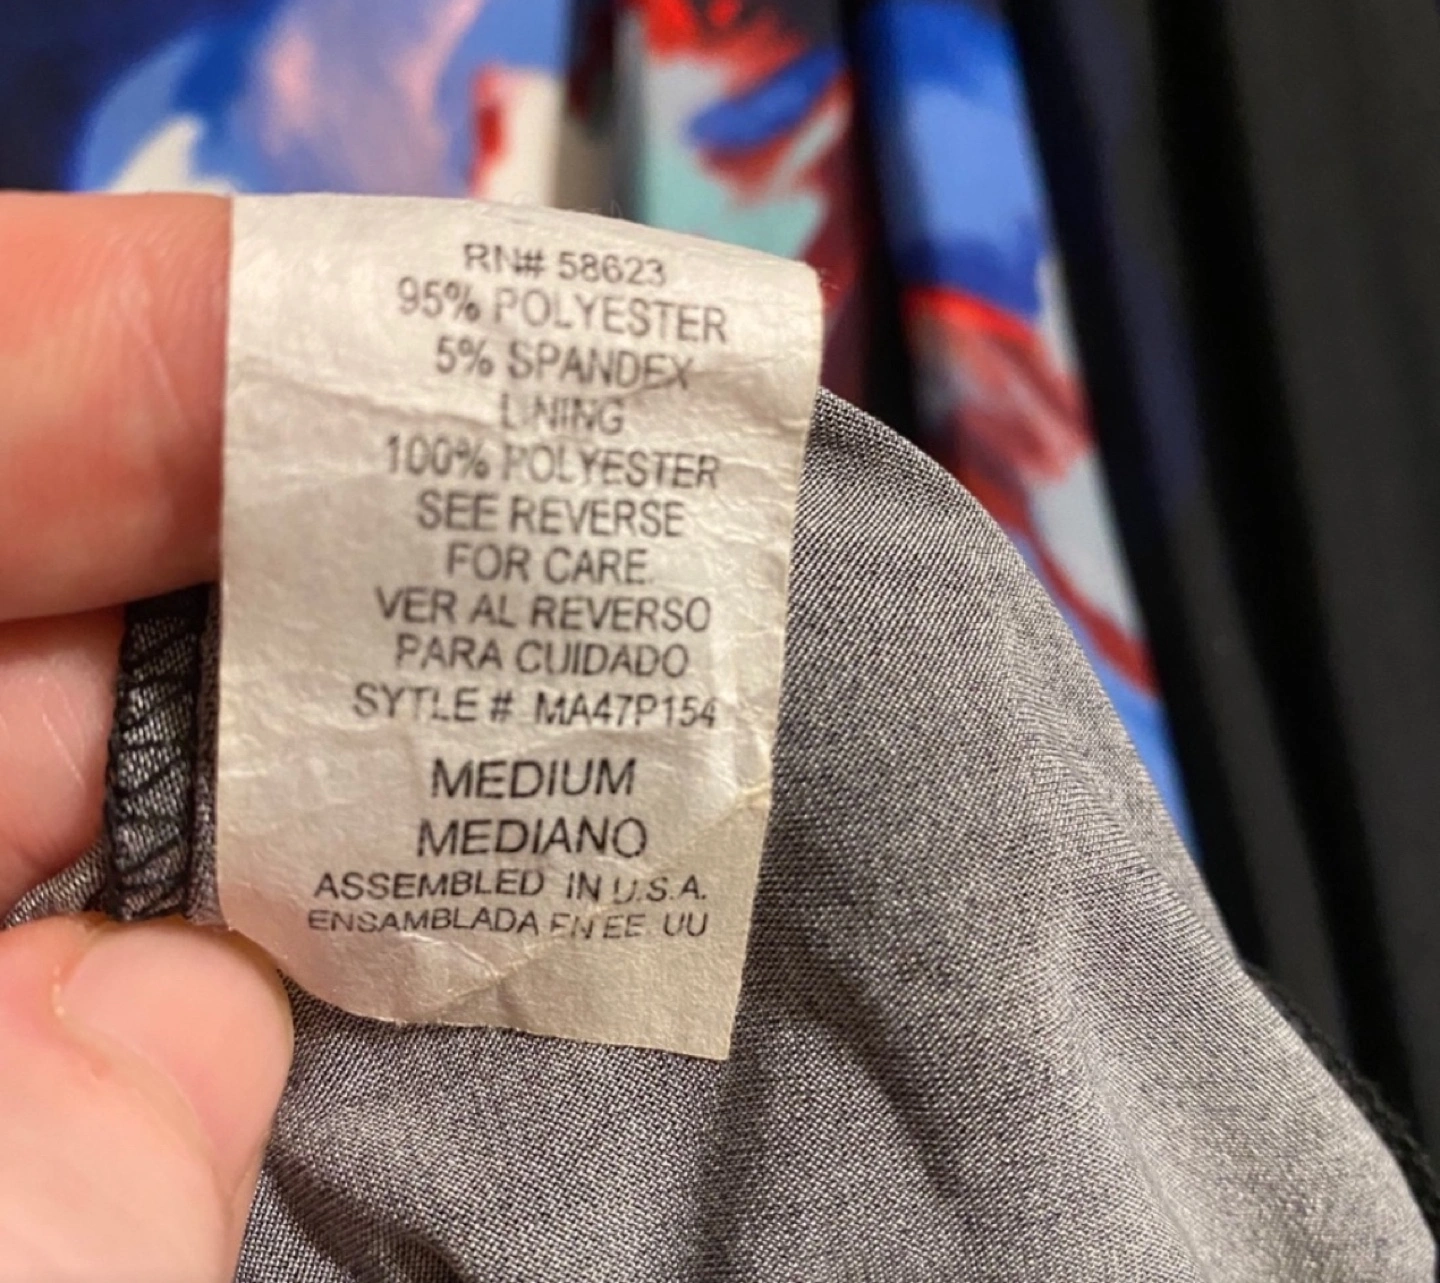 RN# 58623
95% POLYESTER
5% SPANDEX
LINING
100% POLYESTER
SEE REVERSE
FOR CARE.
VER AL REVERSO
PARA CUIDADO
SYTLE # MA47P154
MEDIUM
MEDIANO
ASSEMBLED IN U.S.A.
ENSAMBLADA EN EE UU